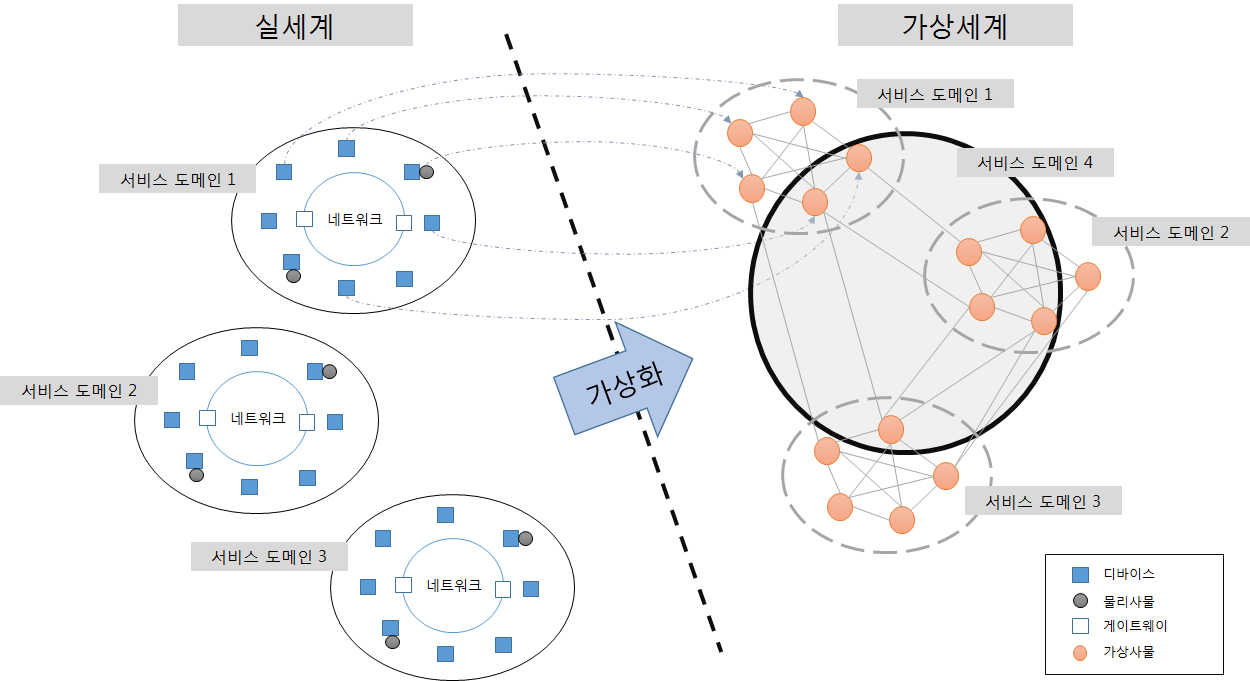 실세계
가상세계
서비스 도메인 1
서비스 도메인 4
서비스 도메인 1
네트워크
서비스 도메인 2
가상화
서비스 도메인 2
네트워크
서비스 도메인 3
서비스 도메인 3
네트워크
디바이스
물리사물
게이트웨이
가상사물